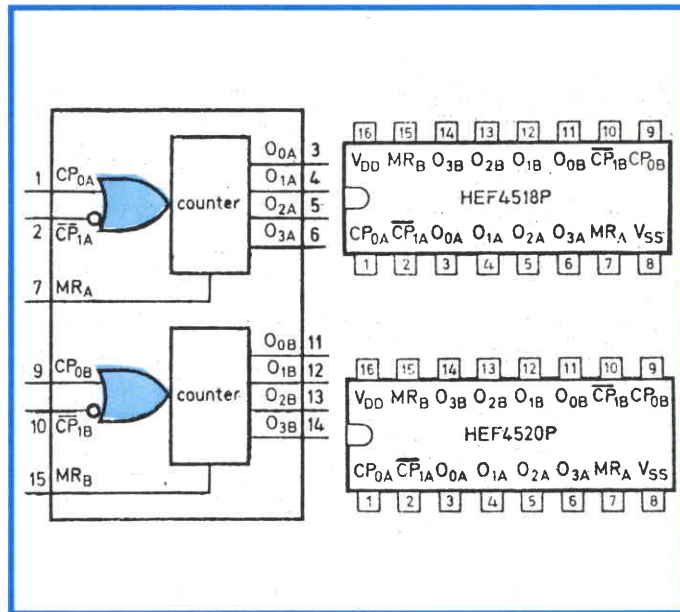 1 CP0A
2 C̅P̅1A
7 MRA
counter
O0A 3
O1A 4
O2A 5
O3A 6
9 CP0B
10 C̅P̅1B
15 MRB
counter
O0B 11
O1B 12
O2B 13
O3B 14
16 15 14 13 12 11 10 9
VDD MRB O3B O2B O1B O0B C̅P̅1B CP0B
HEF4518P
CP0A C̅P̅1A O0A O1A O2A O3A MRA VSS
1 2 3 4 5 6 7 8
16 15 14 13 12 11 10 9
VDD MRB O3B O2B O1B O0B C̅P̅1B CP0B
HEF4520P
CP0A C̅P̅1A O0A O1A O2A O3A MRA VSS
1 2 3 4 5 6 7 8